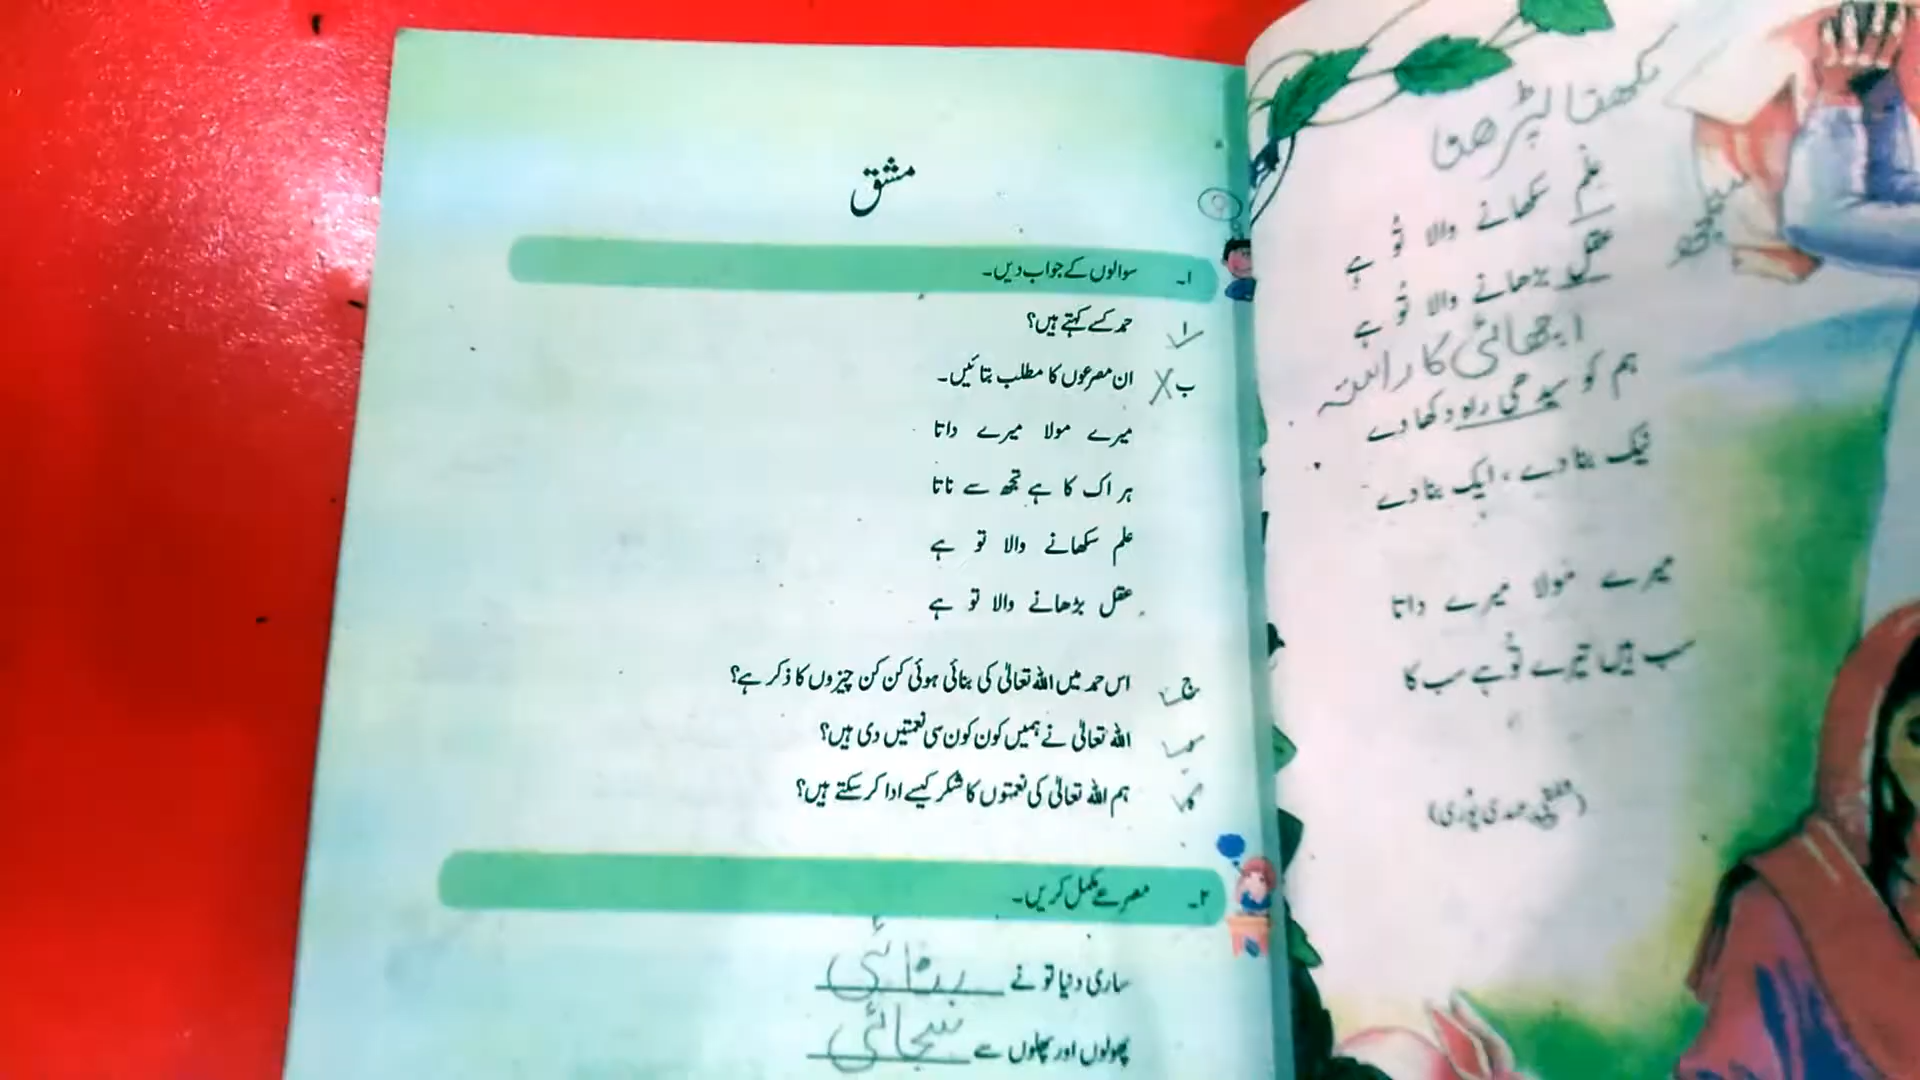 لکھنا پڑھنا
علم سکھانے والا تُو ہے
عقل بڑھانے والا تُو ہے
اچھائی کا راستہ
ہم کو سیدھی راہ دکھا دے
نیک بنا دے ، ایک بنا دے
میرے مولا میرے داتا
سب ہیں تیرے تُو ہے سب کا
مشق
۱۔ سوالوں کے جواب دیں۔
ا حمد کسے کہتے ہیں؟
ب ان مصرعوں کا مطلب بتائیں۔
میرے مولا میرے داتا
ہر اک کا ہے تجھ سے ناتا
علم سکھانے والا تو ہے
عقل بڑھانے والا تو ہے
ج اس حمد میں اللہ تعالیٰ کی بنائی ہوئی کن کن چیزوں کا ذکر ہے؟
اللہ تعالیٰ نے ہمیں کون کون سی نعمتیں دی ہیں؟
ہم اللہ تعالیٰ کی نعمتوں کا شکر کیسے ادا کر سکتے ہیں؟
۲۔ مصرعے مکمل کریں۔
ساری دنیا تو نے بنائی
پھولوں اور پھلوں سے سجائی